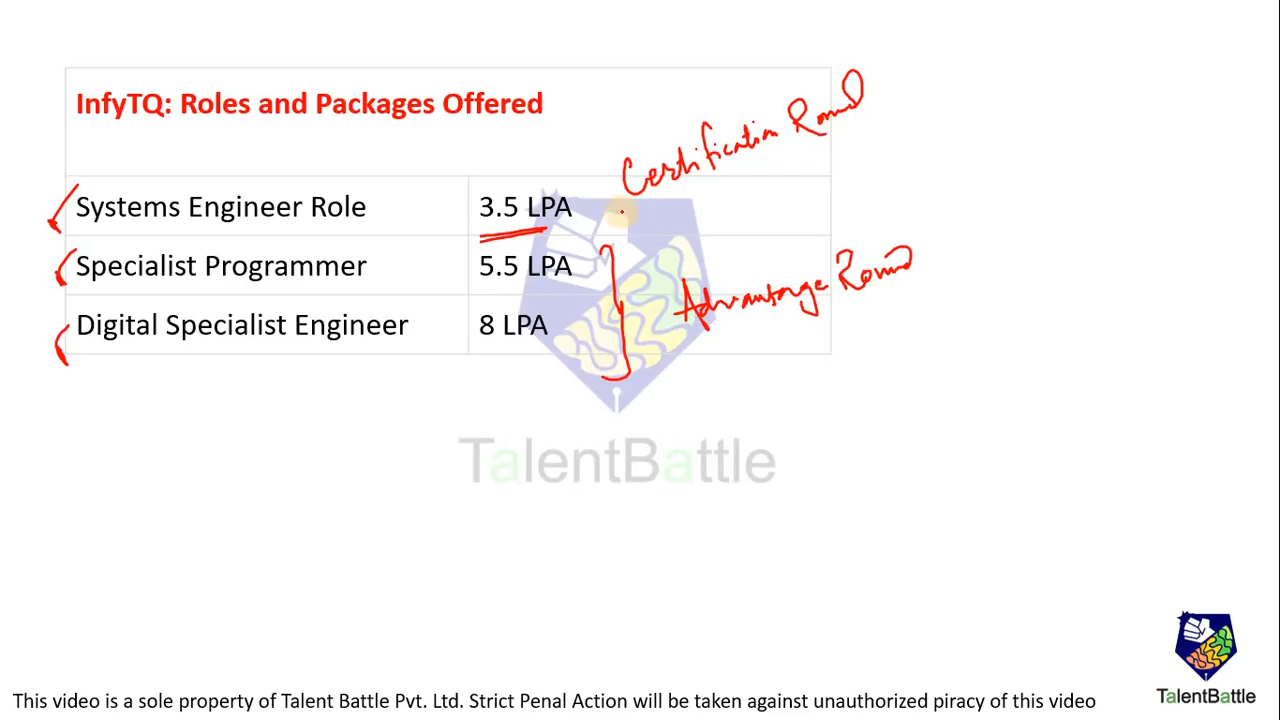 InfyTQ: Roles and Packages Offered
Certification Round
Systems Engineer Role 3.5 LPA
Specialist Programmer 5.5 LPA
Advantage Round
Digital Specialist Engineer 8 LPA
TalentBattle
TalentBattle
This video is a sole property of Talent Battle Pvt. Ltd. Strict Penal Action will be taken against unauthorized piracy of this video